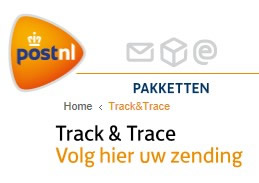 postnl
PAKKETTEN
Home ‹ Track&Trace
Track & Trace
Volg hier uw zending